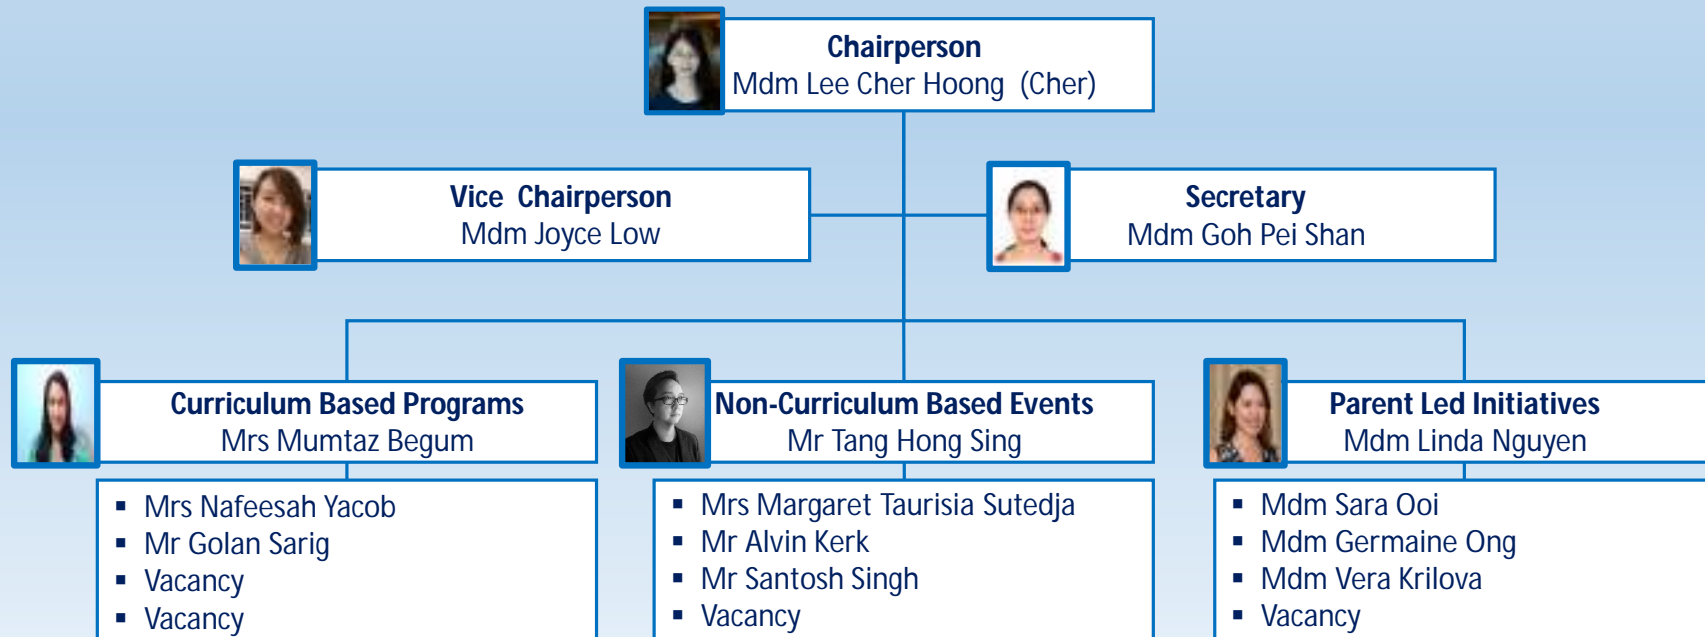 Chairperson
Mdm Lee Cher Hoong (Cher)
Vice Chairperson
Mdm Joyce Low
Secretary
Mdm Goh Pei Shan
Curriculum Based Programs
Mrs Mumtaz Begum
▪ Mrs Nafeesah Yacob
▪ Mr Golan Sarig
▪ Vacancy
▪ Vacancy
Non-Curriculum Based Events
Mr Tang Hong Sing
▪ Mrs Margaret Taurisia Sutedja
▪ Mr Alvin Kerk
▪ Mr Santosh Singh
▪ Vacancy
Parent Led Initiatives
Mdm Linda Nguyen
▪ Mdm Sara Ooi
▪ Mdm Germaine Ong
▪ Mdm Vera Krilova
▪ Vacancy